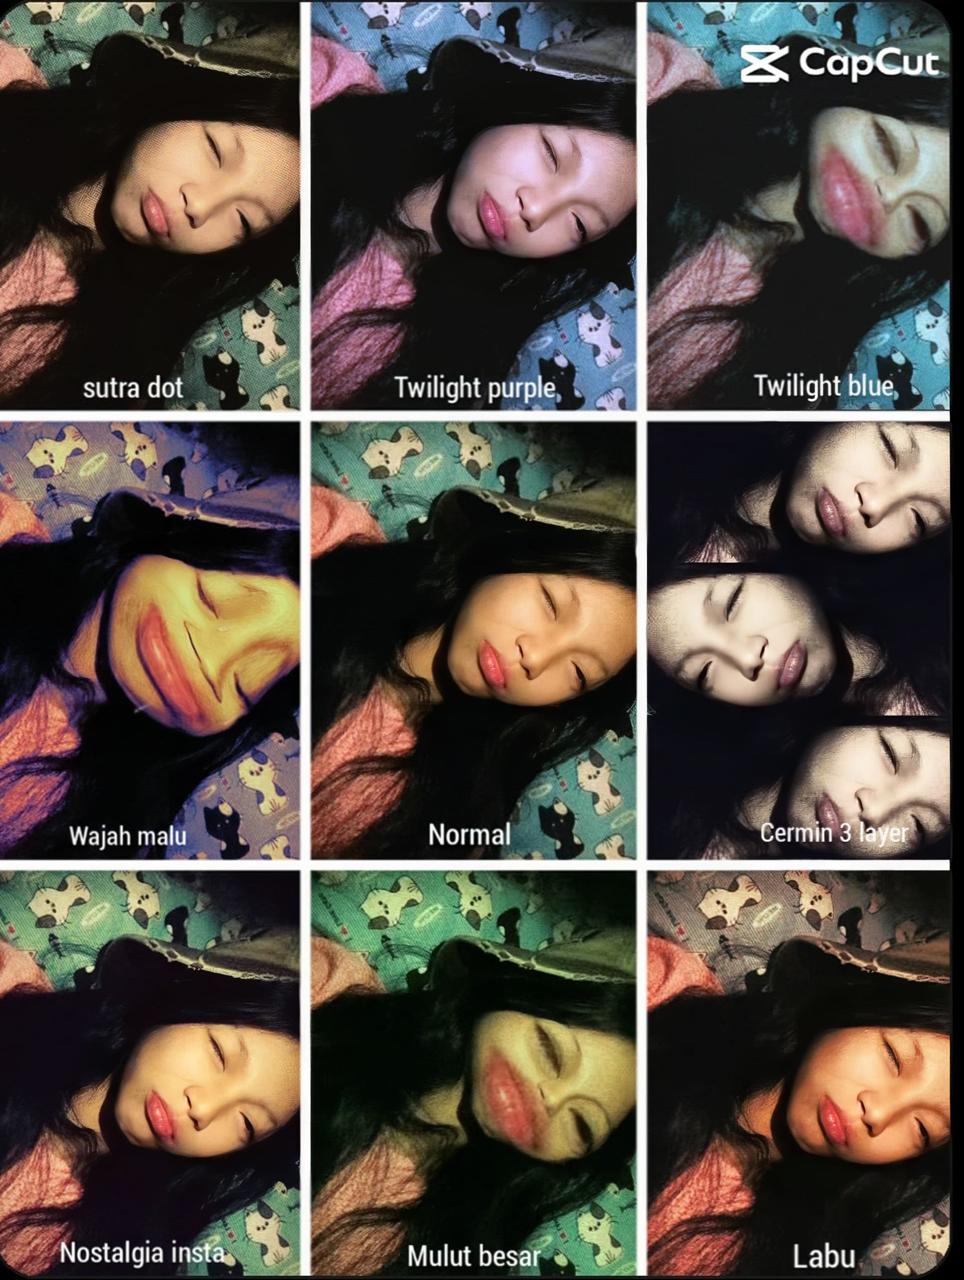 CapCut
sutra dot
Twilight purple
Twilight blue
Wajah malu
Normal
Cermin 3 layer
Nostalgia insta
Mulut besar
Labu